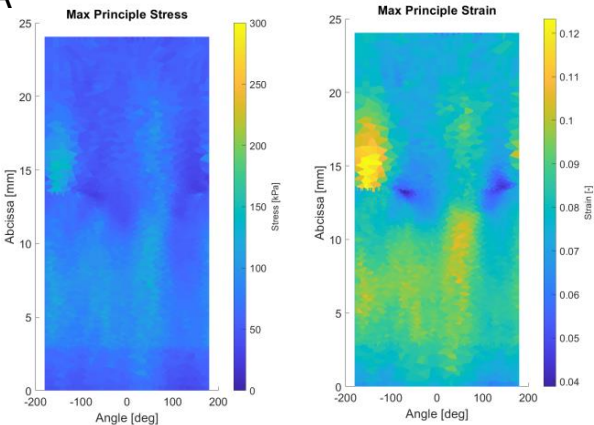 A
Max Principle Stress
25
20
15
10
5
0
Abcissa [mm]
-200 -100 0 100 200
Angle [deg]
300
250
200
150
100
50
0
Stress [kPa]
Max Principle Strain
25
20
15
10
5
0
Abcissa [mm]
-200 -100 0 100 200
Angle [deg]
0.12
0.11
0.1
0.09
0.08
0.07
0.06
0.05
0.04
Strain [-]